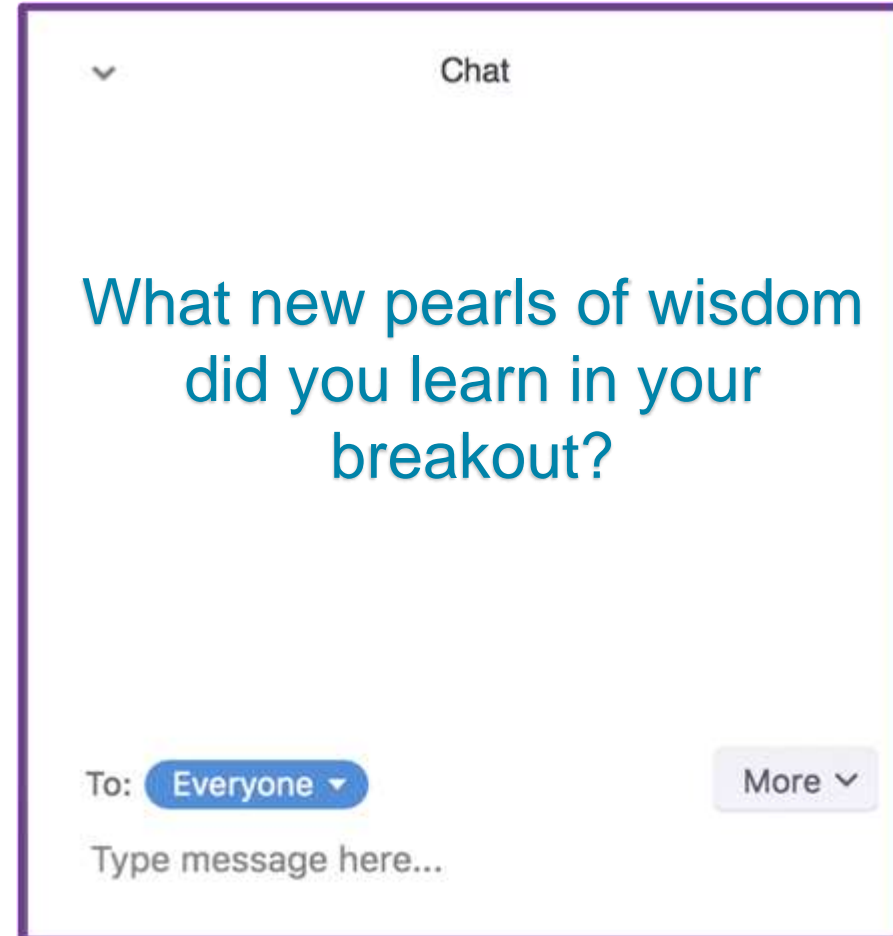 Chat
What new pearls of wisdom
did you learn in your
breakout?
To: Everyone
More
Type message here...